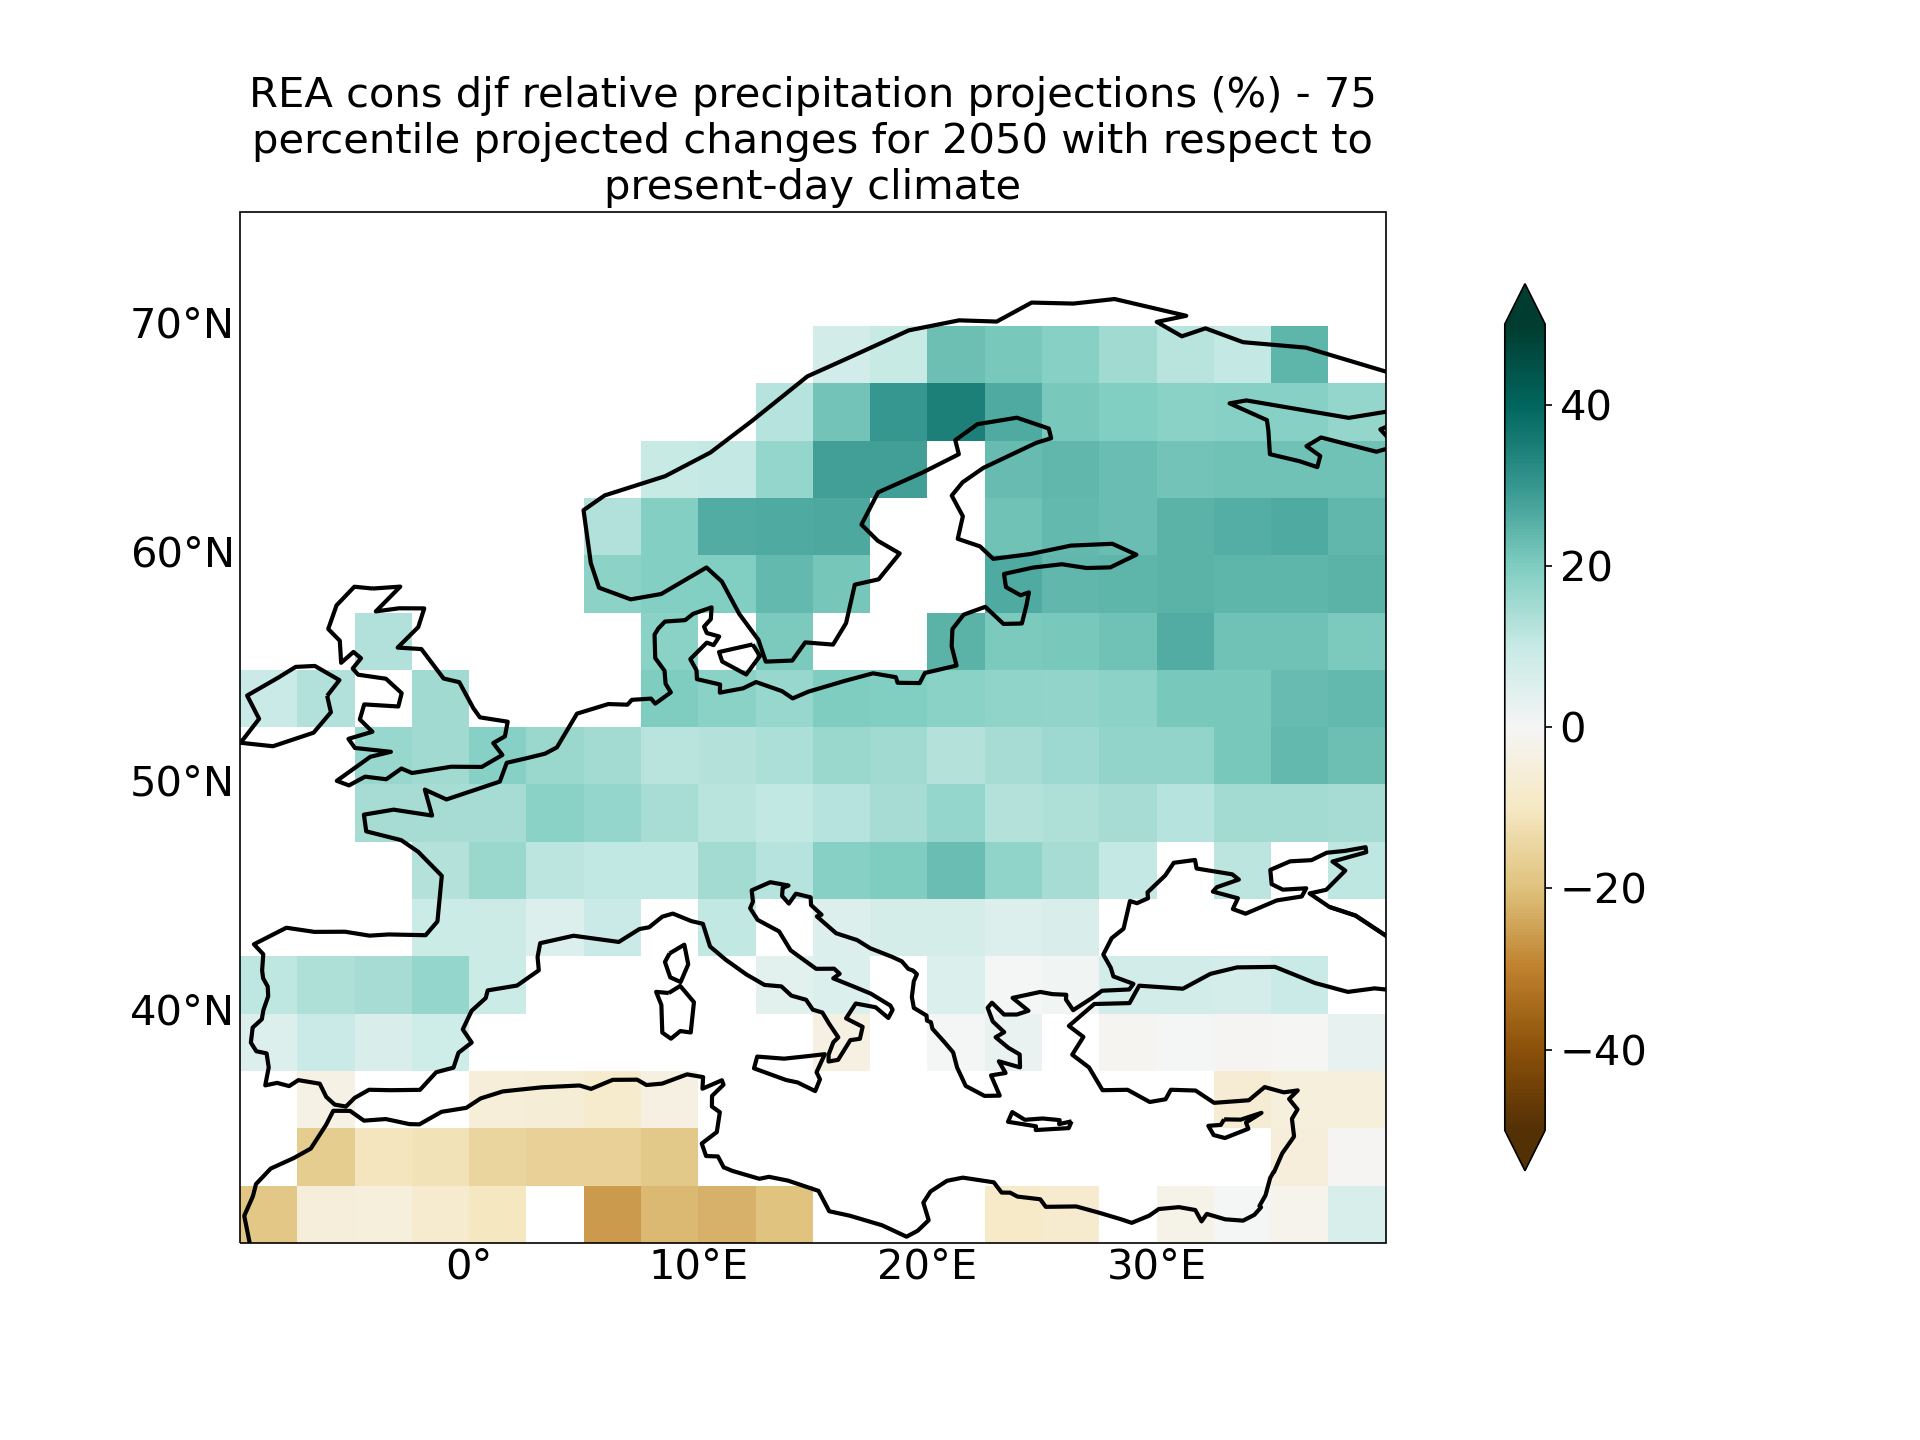 REA cons djf relative precipitation projections (%) - 75
percentile projected changes for 2050 with respect to
present-day climate
70°N
60°N
50°N
40°N
0°
10°E
20°E
30°E
40
20
0
−20
−40